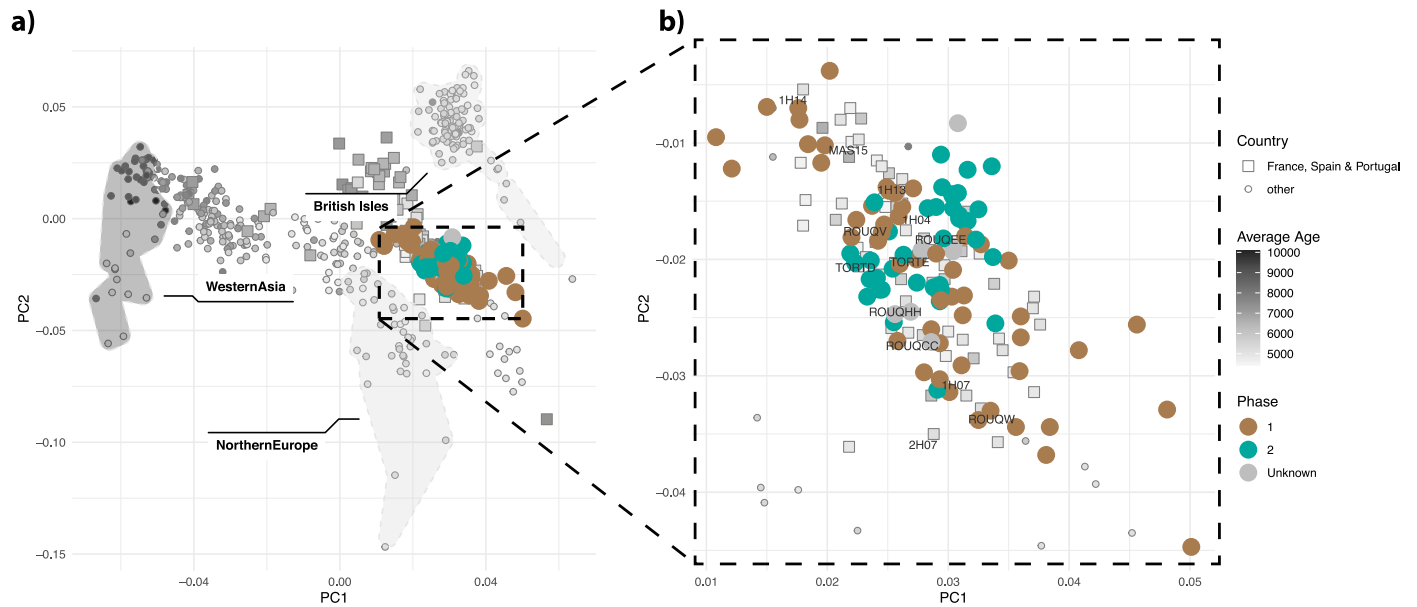 a)
0.05
0.00
−0.05
−0.10
−0.15
PC2
British Isles
WesternAsia
NorthernEurope
−0.04
0.00
0.04
PC1
b)
−0.01
−0.02
−0.03
−0.04
PC2
1H14
MAS15
1H13
1H04
ROUQV
ROUQEE
TORTD
TORTE
ROUQHH
ROUQCC
1H07
ROUQW
2H07
0.01
0.02
0.03
0.04
0.05
PC1
Country
France, Spain & Portugal
other
Average Age
10000
9000
8000
7000
6000
5000
Phase
1
2
Unknown